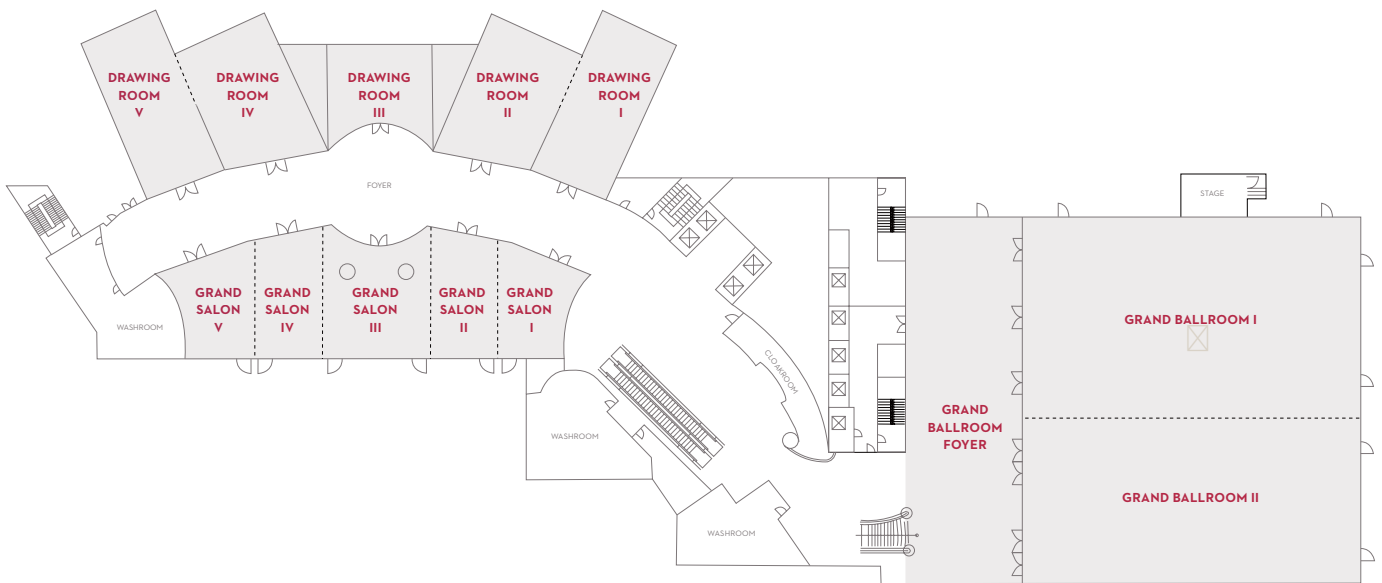 DRAWING
ROOM
V
DRAWING
ROOM
IV
DRAWING
ROOM
III
DRAWING
ROOM
II
DRAWING
ROOM
I
FOYER
STAGE
GRAND
SALON
V
GRAND
SALON
IV
GRAND
SALON
III
GRAND
SALON
II
GRAND
SALON
I
WASHROOM
CLOAKROOM
WASHROOM
WASHROOM
GRAND
BALLROOM
FOYER
GRAND BALLROOM I
GRAND BALLROOM II